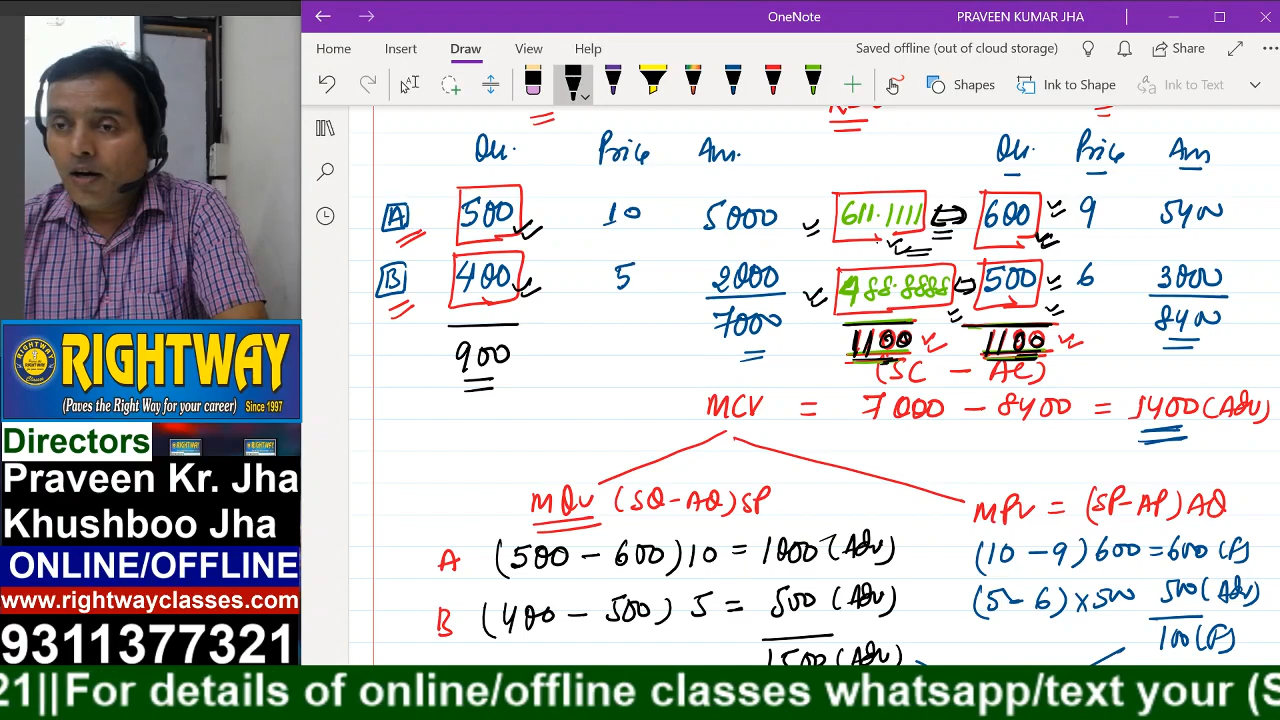 OneNote
PRAVEEN KUMAR JHA
Home Insert Draw View Help
Saved offline (out of cloud storage)
Share
Shapes
Ink to Shape
Ink to Text
Qu. Price Am. Qu. Price Am
A 500 10 5000 611.1111 600 9 5400
B 400 5 2000 488.8888 500 6 3000
7000 8400
900 1100 1100
(SC - AC)
MCV = 7000 - 8400 = 1400 (Adv)
MQV (SQ-AQ)SP
MPV = (SP-AP)AQ
A (500 - 600)10 = 1000 (Adv)
(10 - 9)600 = 600 (F)
B (400 - 500) 5 = 500 (Adv)
(5 - 6) x 500 500 (Adv)
1500 (Adv)
100 (F)
RIGHTWAY
(Paves the Right Way for your career) Since 1997
Directors
Praveen Kr. Jha
Khushboo Jha
ONLINE/OFFLINE
www.rightwayclasses.com
9311377321
21||For details of online/offline classes whatsapp/text your (S